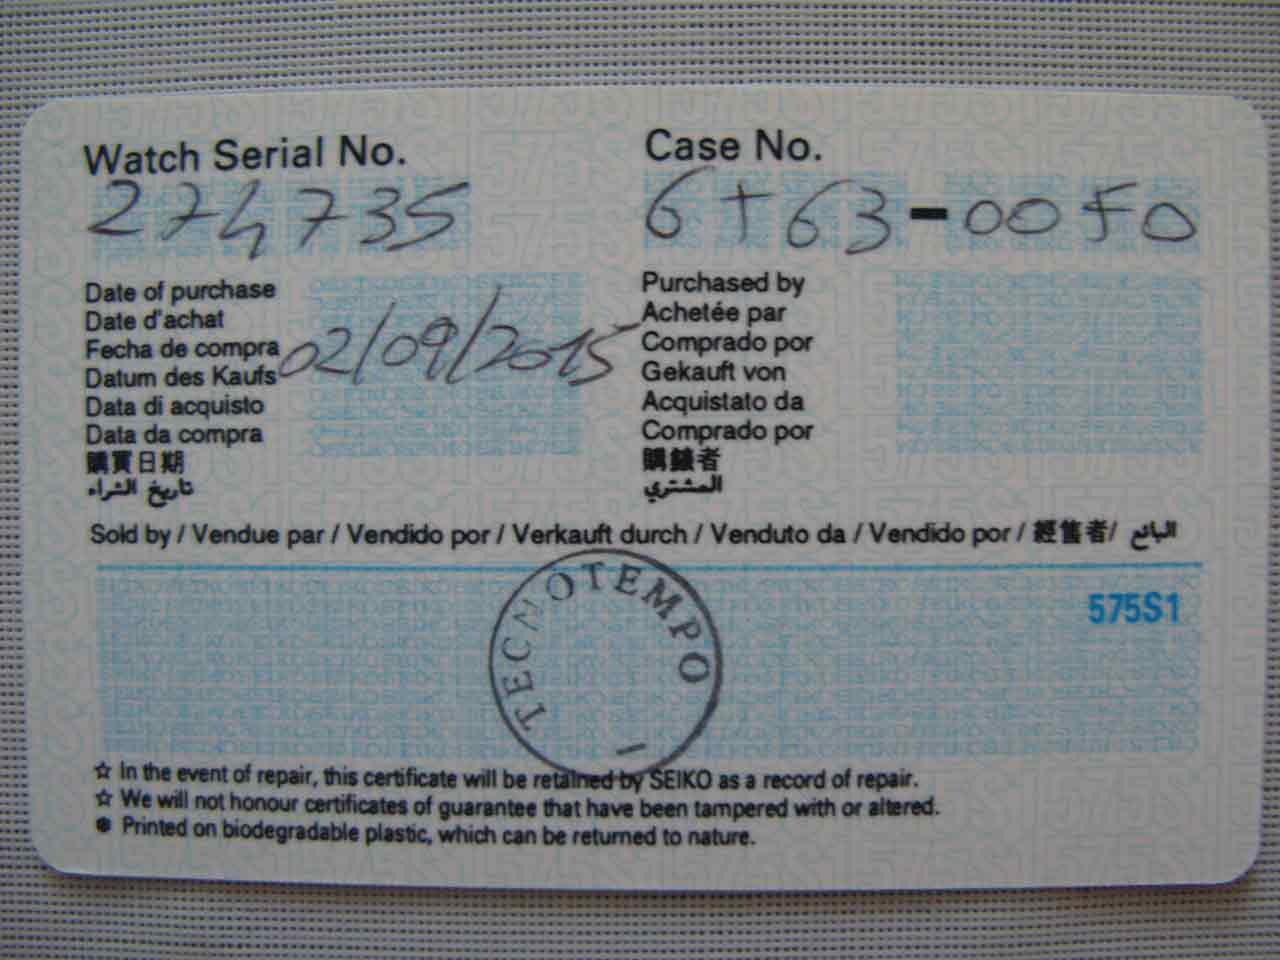 Watch Serial No.
274735
Case No.
6T63-00F0
Date of purchase
Date d'achat
Fecha de compra
Datum des Kaufs
Data di acquisto
Data da compra
購買日期
تاريخ الشراء
02/09/2015
Purchased by
Achetée par
Comprado por
Gekauft von
Acquistato da
Comprado por
المشتري
Sold by / Vendue par / Vendido por / Verkauft durch / Venduto da / Vendido por / 經售者/ البائع
575S1
TECNOTEMPO
☆ In the event of repair, this certificate will be retained by SEIKO as a record of repair.
☆ We will not honour certificates of guarantee that have been tampered with or altered.
● Printed on biodegradable plastic, which can be returned to nature.